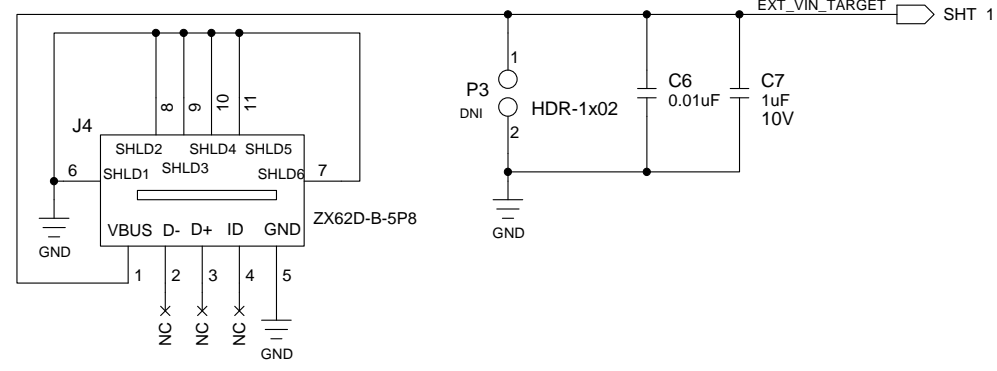 EXT_VIN_TARGET
SHT 1
1
P3
DNI
HDR-1x02
2
GND
C6
0.01uF
C7
1uF
10V
8
9
10
11
J4
SHLD2
SHLD4
SHLD5
SHLD3
6
SHLD1
SHLD6
7
GND
VBUS
D-
D+
ID
GND
ZX62D-B-5P8
1
2
3
4
5
NC
NC
NC
GND